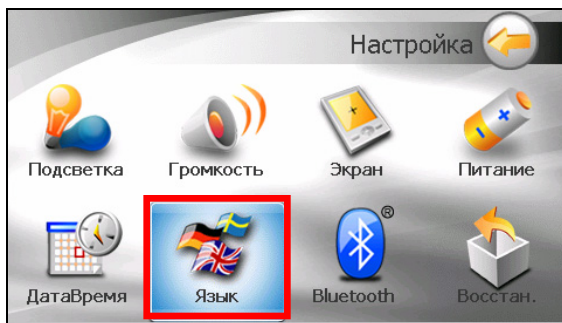 Настройка
Подсветка
Громкость
Экран
Питание
ДатаВремя
Язык
Bluetooth
®
Восстан.